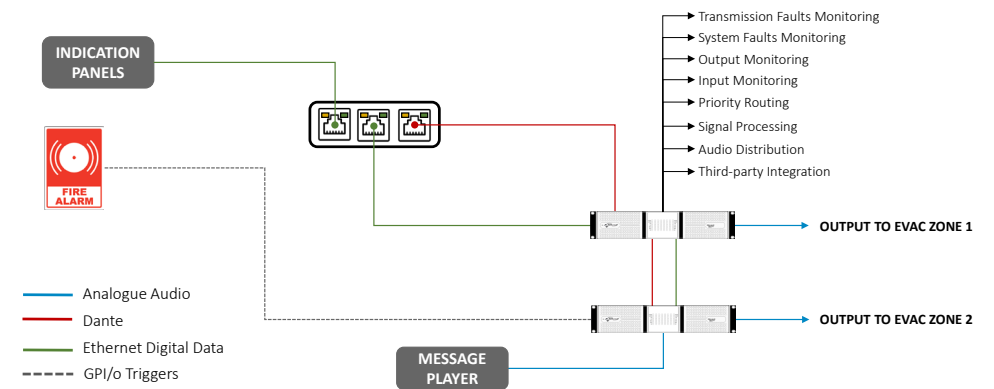 Transmission Faults Monitoring
System Faults Monitoring
Output Monitoring
Input Monitoring
Priority Routing
Signal Processing
Audio Distribution
Third-party Integration
INDICATION
PANELS
FIRE
ALARM
OUTPUT TO EVAC ZONE 1
OUTPUT TO EVAC ZONE 2
Analogue Audio
Dante
Ethernet Digital Data
GPI/o Triggers
MESSAGE
PLAYER